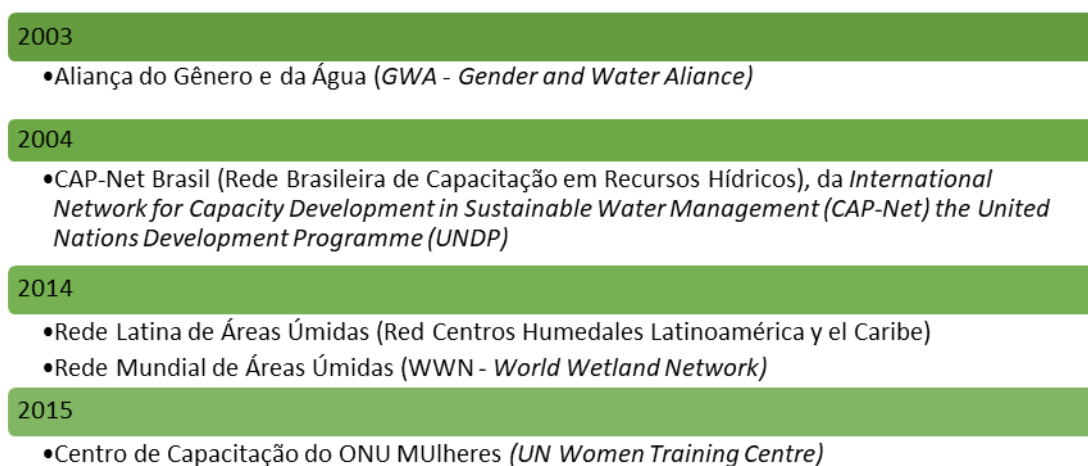 2003
•Aliança do Gênero e da Água (GWA - Gender and Water Aliance)
2004
•CAP-Net Brasil (Rede Brasileira de Capacitação em Recursos Hídricos), da International
Network for Capacity Development in Sustainable Water Management (CAP-Net) the United
Nations Development Programme (UNDP)
2014
•Rede Latina de Áreas Úmidas (Red Centros Humedales Latinoamérica y el Caribe)
•Rede Mundial de Áreas Úmidas (WWN - World Wetland Network)
2015
•Centro de Capacitação do ONU MUlheres (UN Women Training Centre)